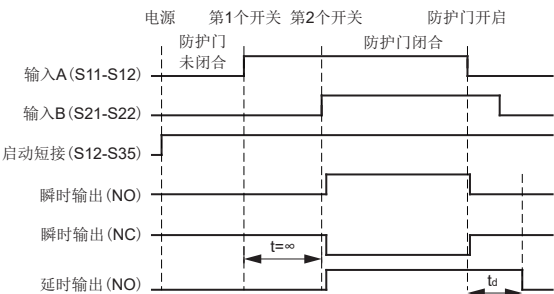 电源 第1个开关 第2个开关 防护门开启
防护门未闭合 防护门闭合
输入A(S11-S12)
输入B(S21-S22)
启动短接(S12-S35)
瞬时输出(NO)
瞬时输出(NC)
t=∞
延时输出(NO)
td